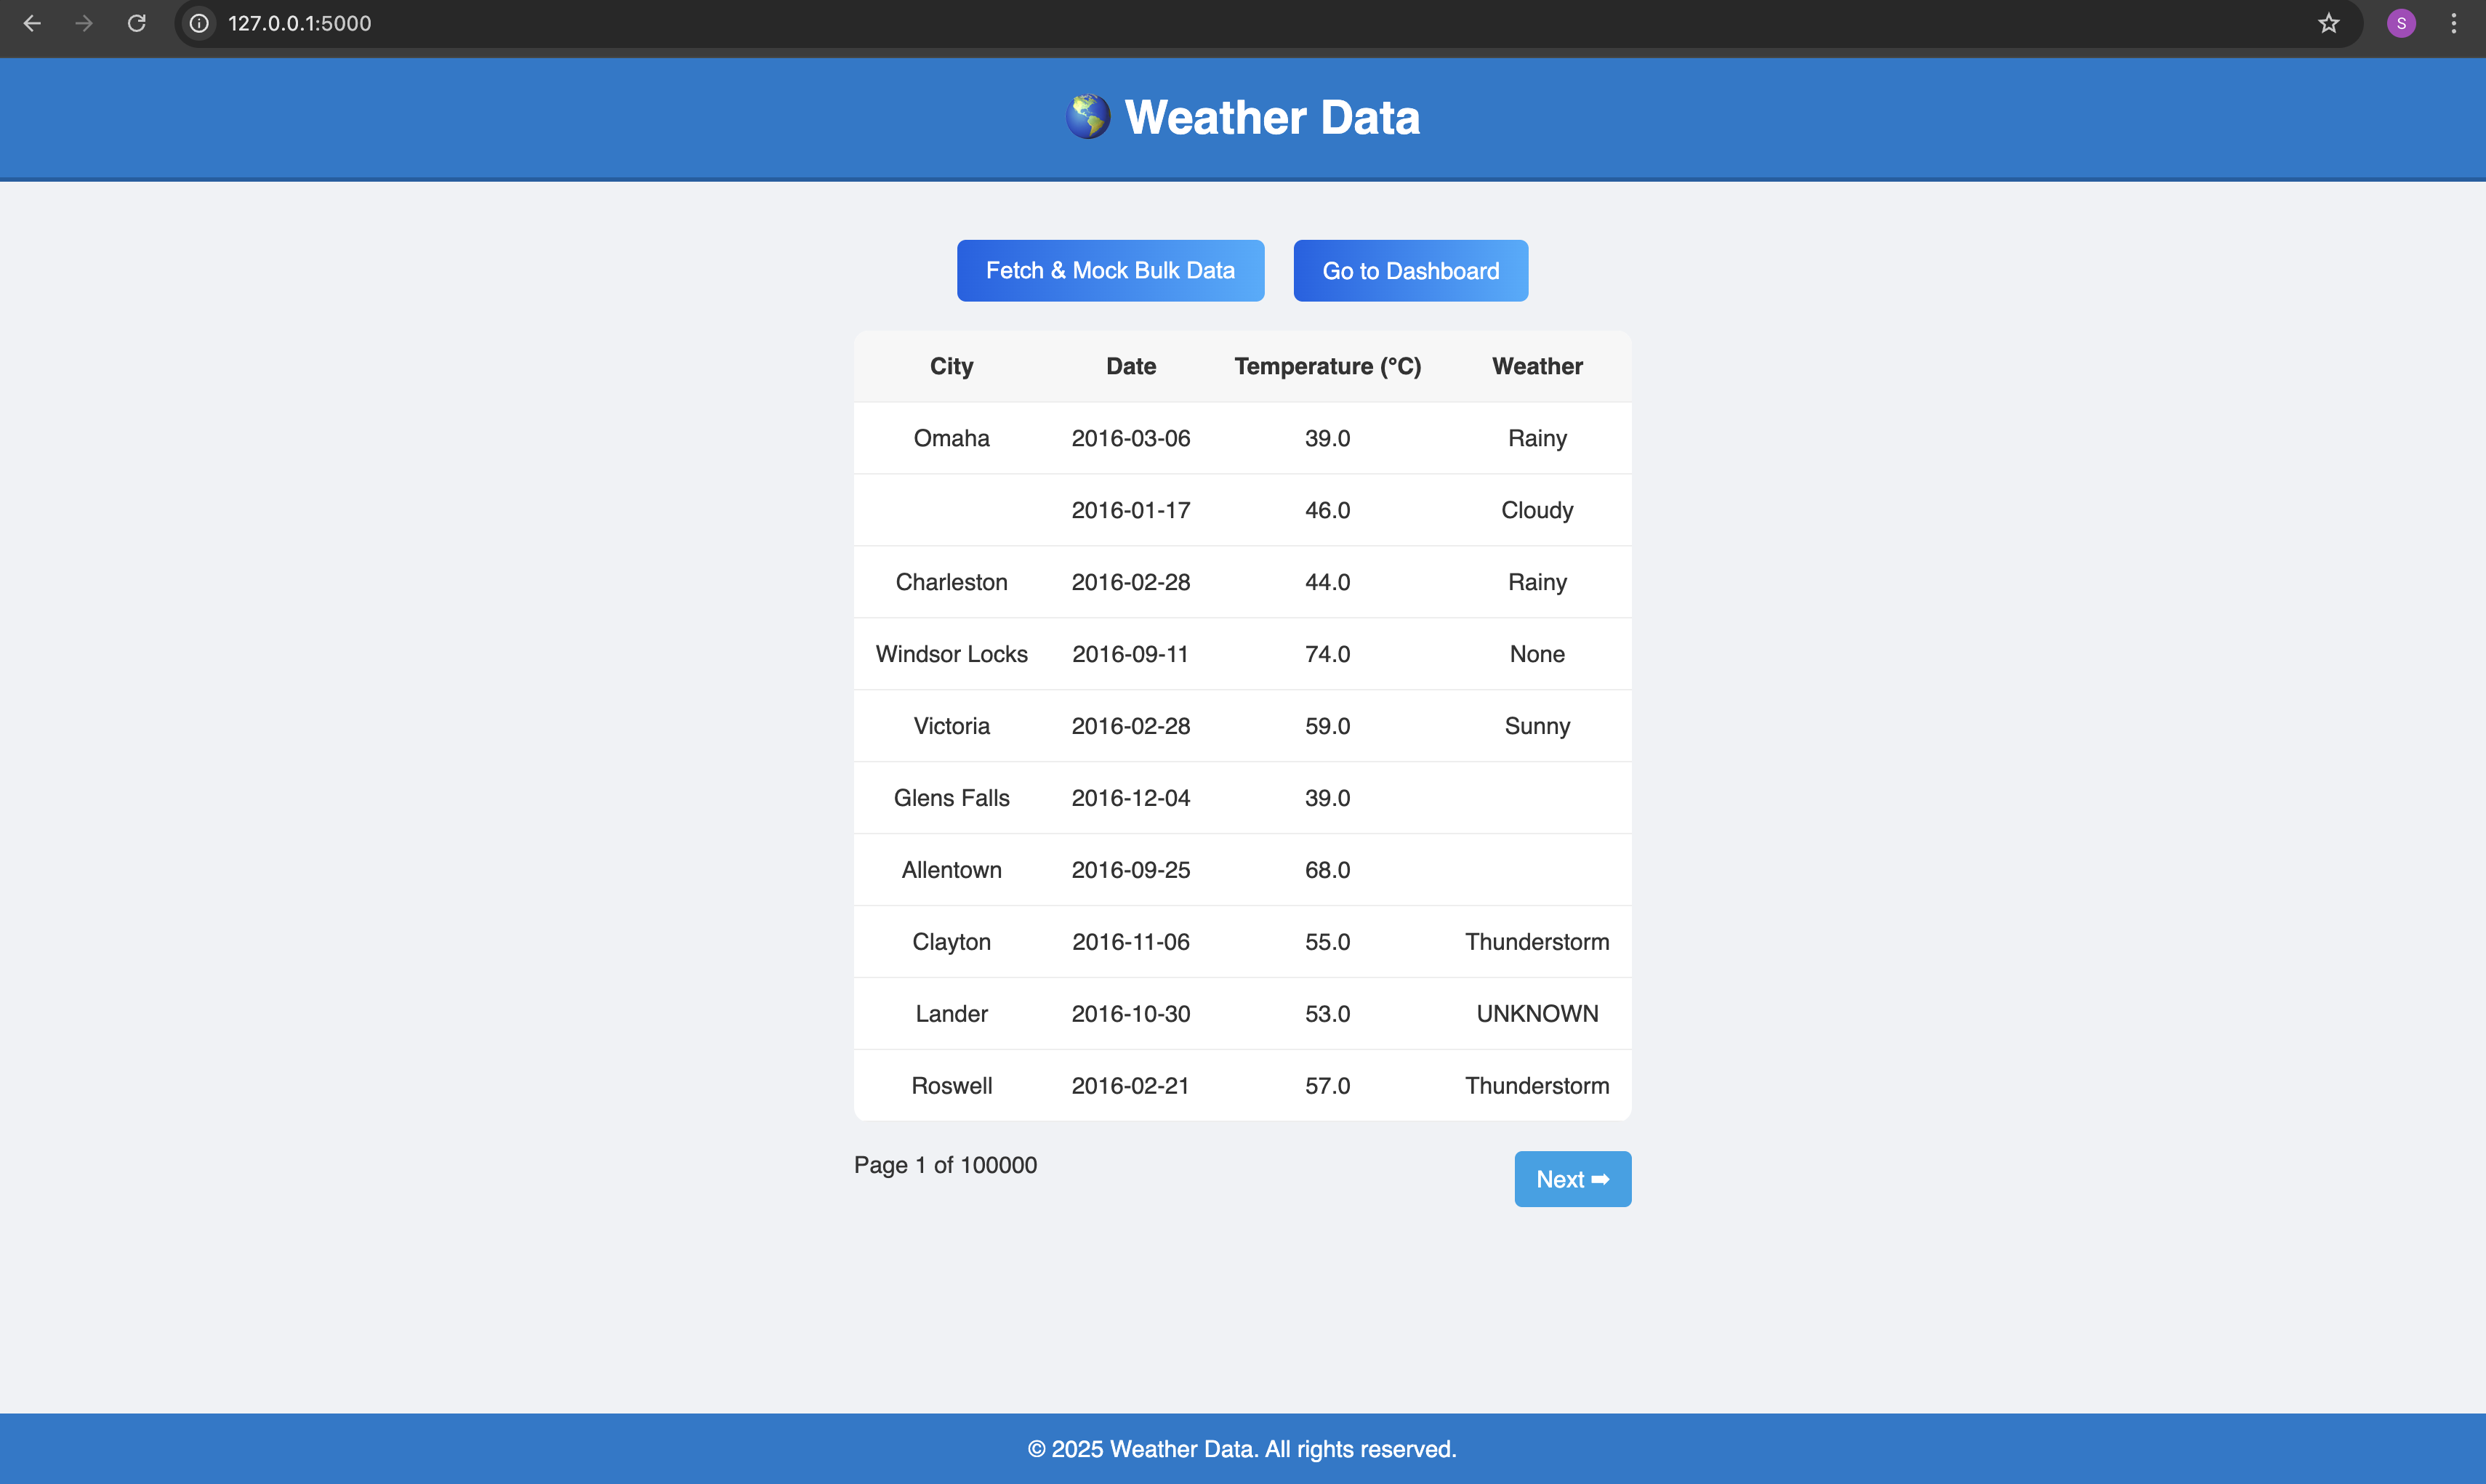 127.0.0.1:5000
S
Weather Data
Fetch & Mock Bulk Data Go to Dashboard
City Date Temperature (°C) Weather
Omaha 2016-03-06 39.0 Rainy
2016-01-17 46.0 Cloudy
Charleston 2016-02-28 44.0 Rainy
Windsor Locks 2016-09-11 74.0 None
Victoria 2016-02-28 59.0 Sunny
Glens Falls 2016-12-04 39.0
Allentown 2016-09-25 68.0
Clayton 2016-11-06 55.0 Thunderstorm
Lander 2016-10-30 53.0 UNKNOWN
Roswell 2016-02-21 57.0 Thunderstorm
Page 1 of 100000
Next ➡
© 2025 Weather Data. All rights reserved.